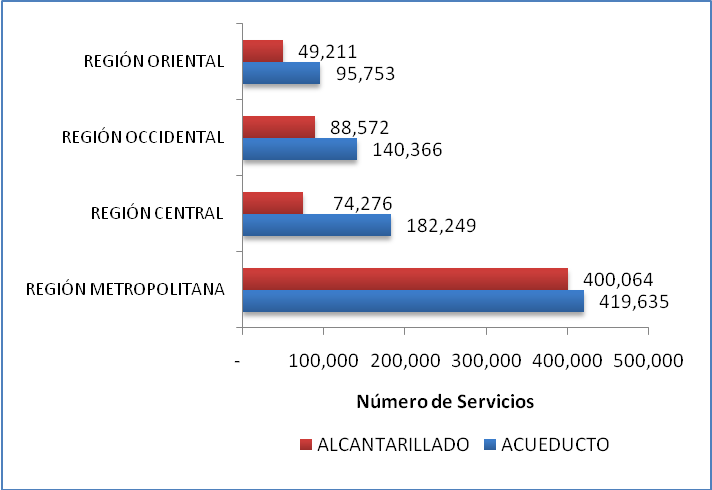 REGIÓN ORIENTAL
49,211
95,753
REGIÓN OCCIDENTAL
88,572
140,366
REGIÓN CENTRAL
74,276
182,249
REGIÓN METROPOLITANA
400,064
419,635
- 100,000 200,000 300,000 400,000 500,000
Número de Servicios
ALCANTARILLADO ACUEDUCTO